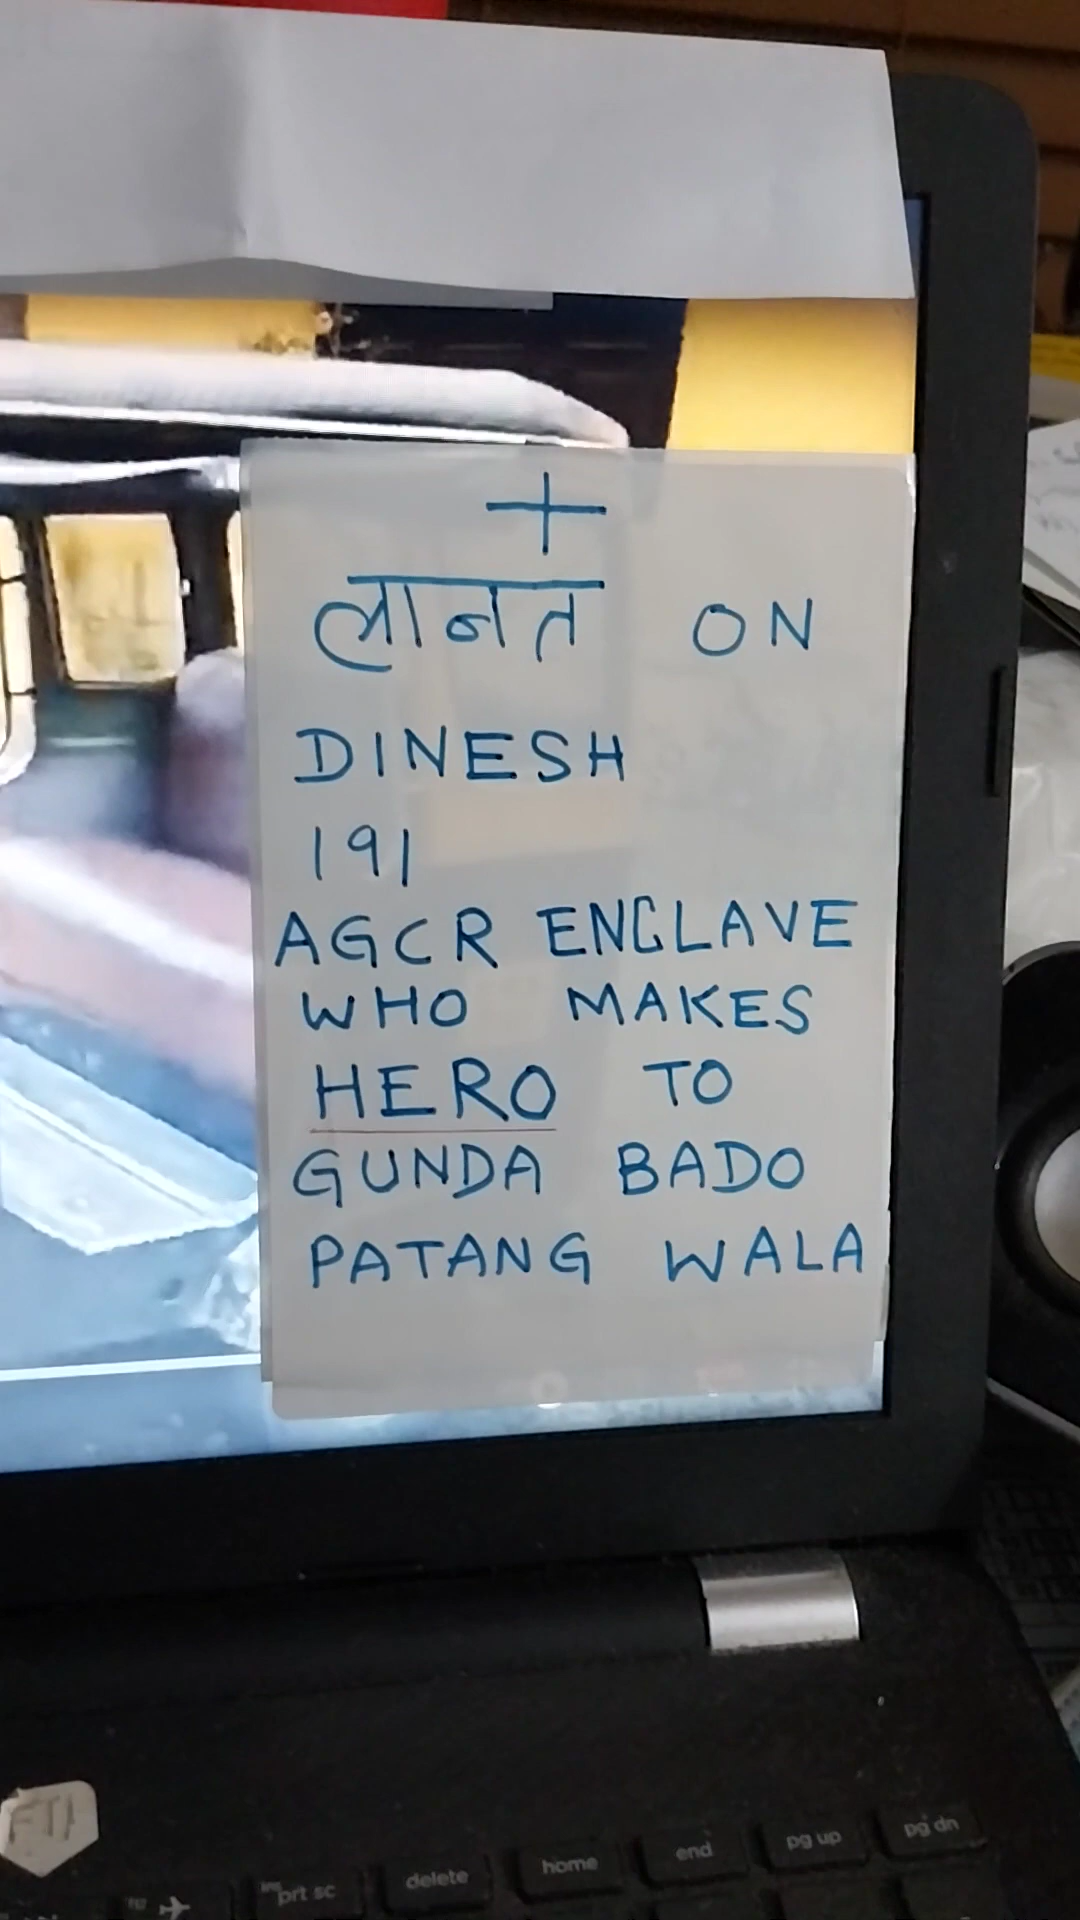 +
लानत ON
DINESH
191
AGCR ENCLAVE
WHO MAKES
HERO TO
GUNDA BADO
PATANG WALA
FTI
prt sc
delete
home
end
pg up
pg dn